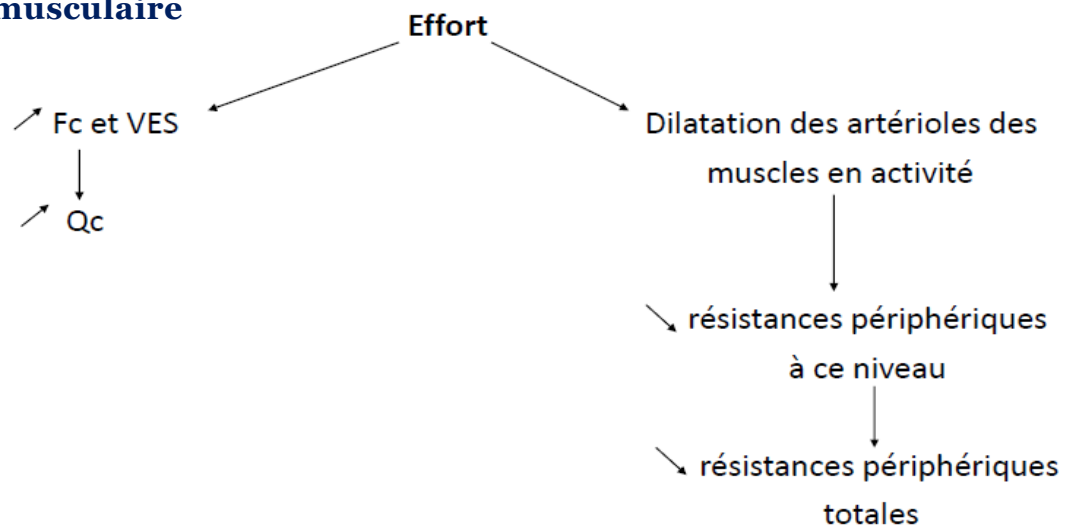 musculaire
Effort
Fc et VES
Qc
Dilatation des artérioles des
muscles en activité
résistances périphériques
à ce niveau
résistances périphériques
totales